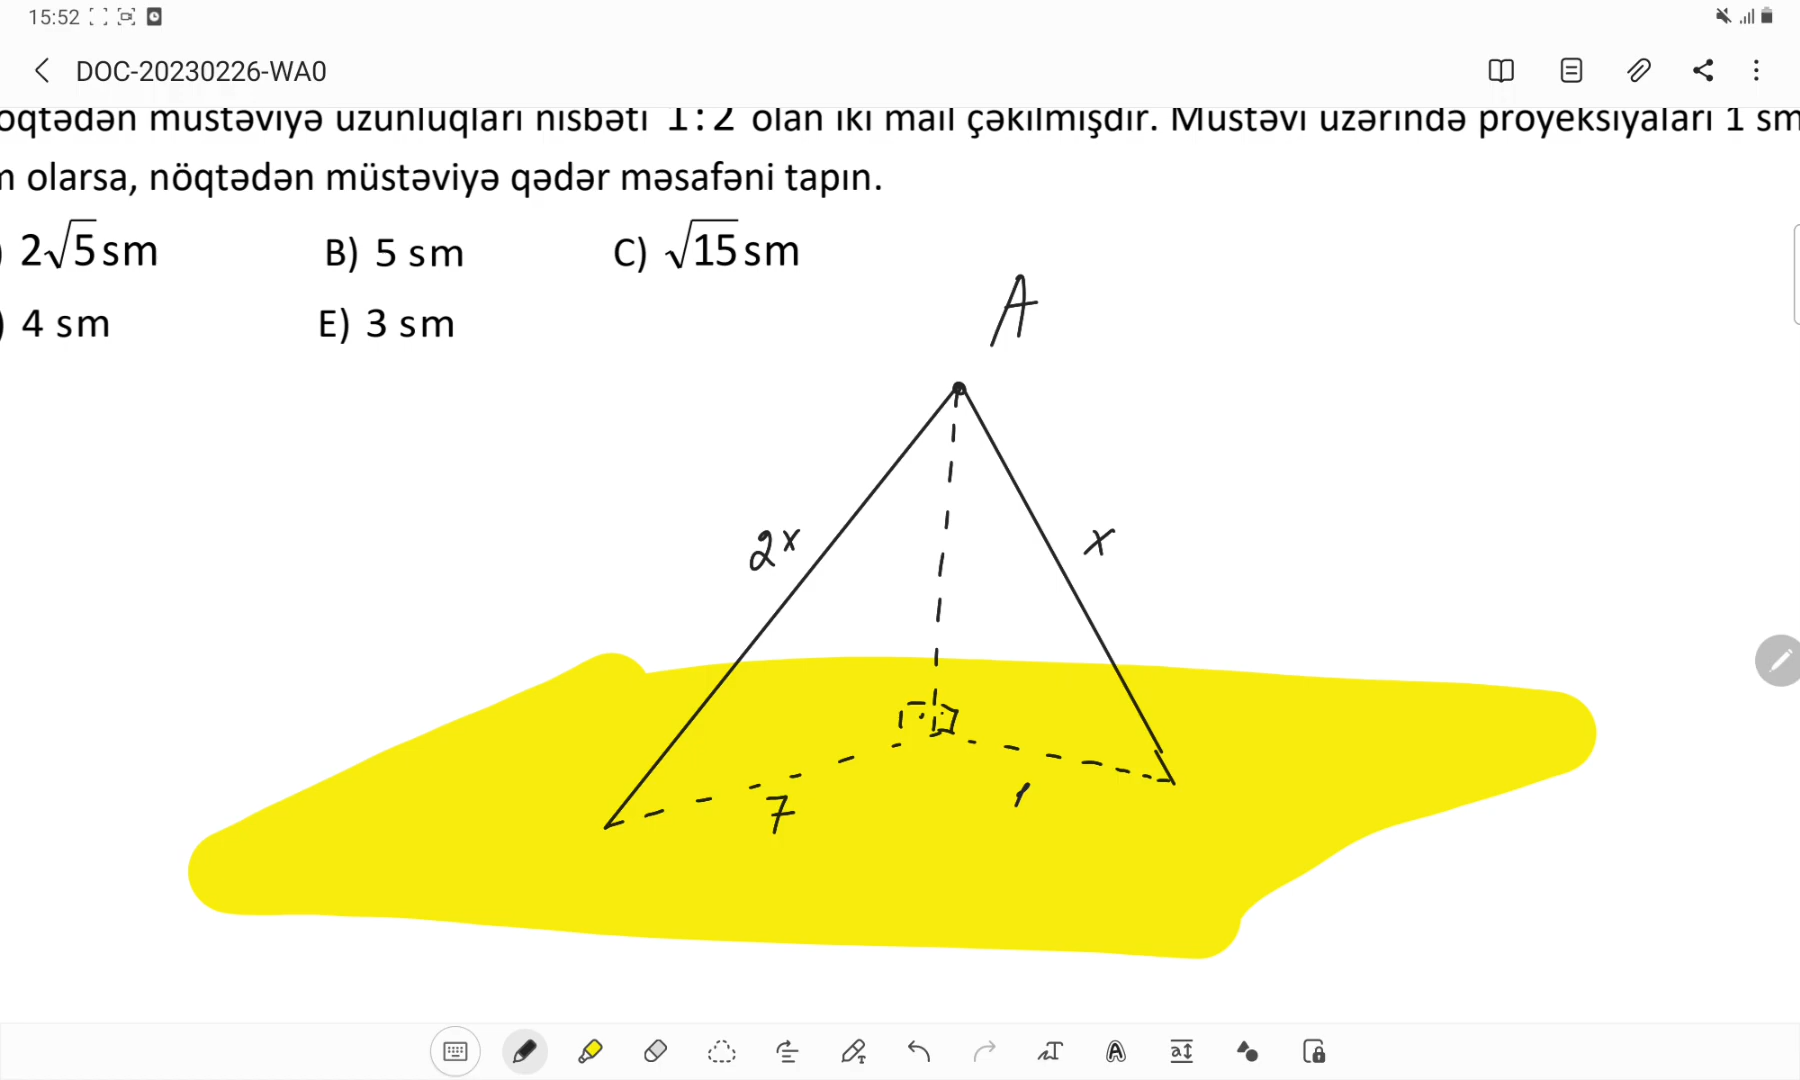 15:52
DOC-20230226-WA0
öqtədən müstəviyə uzunluqları nisbəti 1:2 olan iki mail çəkilmişdir. Müstəvi üzərində proyeksiyaları 1 sm
olarsa, nöqtədən müstəviyə qədər məsafəni tapın.
) 2√5 sm B) 5 sm C) √15 sm
) 4 sm E) 3 sm
A
2x x
7 1